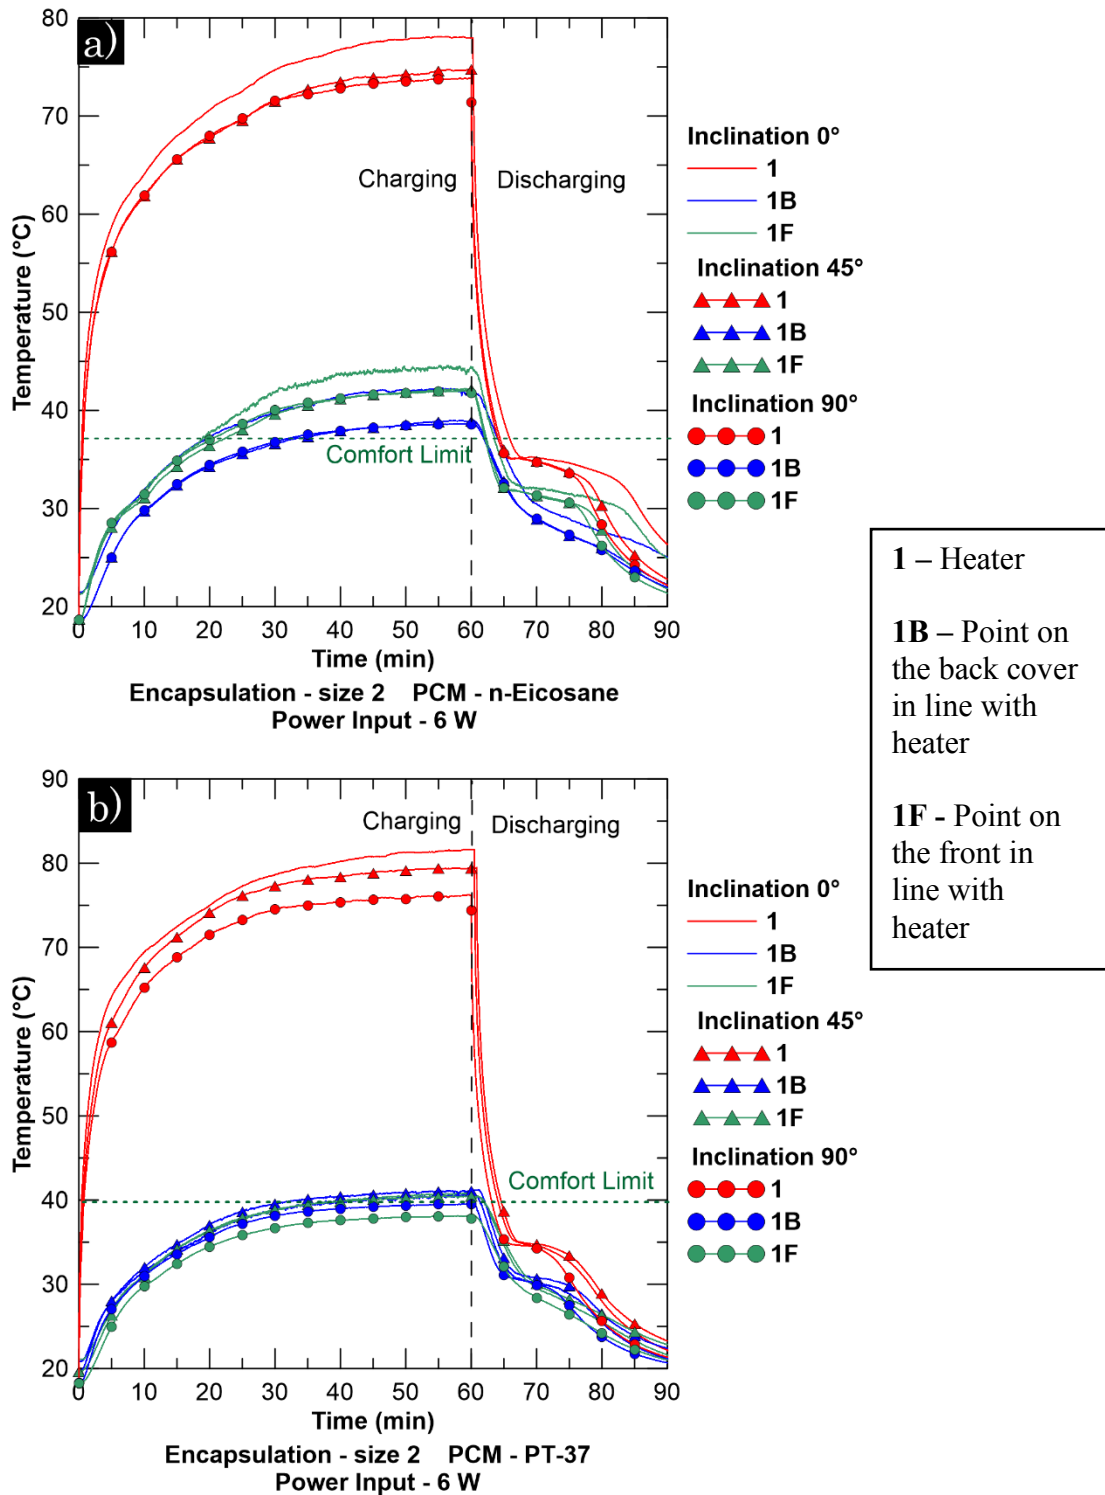 a)
80
70
60
50
40
30
20
Temperature (°C)
Charging
Discharging
Comfort Limit
0
10
20
30
40
50
60
70
80
90
Time (min)
Encapsulation - size 2 PCM - n-Eicosane
Power Input - 6 W
Inclination 0°
1
1B
1F
Inclination 45°
1
1B
1F
Inclination 90°
1
1B
1F
1 – Heater
1B – Point on
the back cover
in line with
heater
1F - Point on
the front in
line with
heater
b)
90
80
70
60
50
40
30
20
Temperature (°C)
Charging
Discharging
Comfort Limit
0
10
20
30
40
50
60
70
80
90
Time (min)
Encapsulation - size 2 PCM - PT-37
Power Input - 6 W
Inclination 0°
1
1B
1F
Inclination 45°
1
1B
1F
Inclination 90°
1
1B
1F